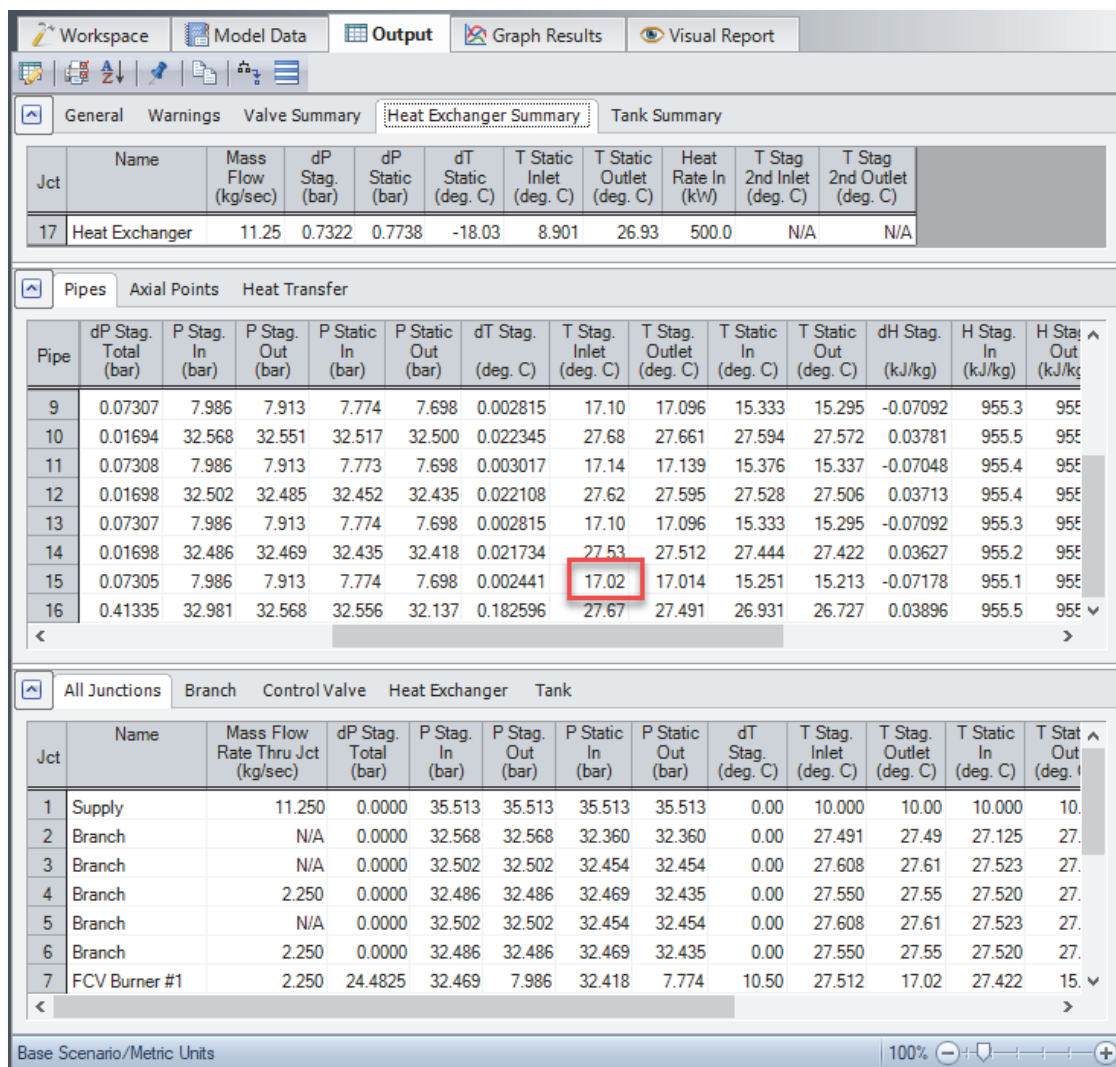 Workspace Model Data Output Graph Results Visual Report
General Warnings Valve Summary Heat Exchanger Summary Tank Summary
Jct Name Mass Flow (kg/sec) dP Stag. (bar) dP Static (bar) dT Static (deg. C) T Static Inlet (deg. C) T Static Outlet (deg. C) Heat Rate In (kW) T Stag 2nd Inlet (deg. C) T Stag 2nd Outlet (deg. C)
17 Heat Exchanger 11.25 0.7322 0.7738 -18.03 8.901 26.93 500.0 N/A N/A
Pipes Axial Points Heat Transfer
Pipe dP Stag. Total (bar) P Stag. In (bar) P Stag. Out (bar) P Static In (bar) P Static Out (bar) dT Stag. (deg. C) T Stag. Inlet (deg. C) T Stag. Outlet (deg. C) T Static In (deg. C) T Static Out (deg. C) dH Stag. (kJ/kg) H Stag. In (kJ/kg) H Stag Out (kJ/kg
9 0.07307 7.986 7.913 7.774 7.698 0.002815 17.10 17.096 15.333 15.295 -0.07092 955.3 955
10 0.01694 32.568 32.551 32.517 32.500 0.022345 27.68 27.661 27.594 27.572 0.03781 955.5 955
11 0.07308 7.986 7.913 7.773 7.698 0.003017 17.14 17.139 15.376 15.337 -0.07048 955.4 955
12 0.01698 32.502 32.485 32.452 32.435 0.022108 27.62 27.595 27.528 27.506 0.03713 955.4 955
13 0.07307 7.986 7.913 7.774 7.698 0.002815 17.10 17.096 15.333 15.295 -0.07092 955.3 955
14 0.01698 32.486 32.469 32.435 32.418 0.021734 27.53 27.512 27.444 27.422 0.03627 955.2 955
15 0.07305 7.986 7.913 7.774 7.698 0.002441 17.02 17.014 15.251 15.213 -0.07178 955.1 955
16 0.41335 32.981 32.568 32.556 32.137 0.182596 27.67 27.491 26.931 26.727 0.03896 955.5 955
All Junctions Branch Control Valve Heat Exchanger Tank
Jct Name Mass Flow Rate Thru Jct (kg/sec) dP Stag. Total (bar) P Stag. In (bar) P Stag. Out (bar) P Static In (bar) P Static Out (bar) dT Stag. (deg. C) T Stag. Inlet (deg. C) T Stag. Outlet (deg. C) T Static In (deg. C) T Stat Out (deg.
1 Supply 11.250 0.0000 35.513 35.513 35.513 35.513 0.00 10.000 10.00 10.000 10.
2 Branch N/A 0.0000 32.568 32.568 32.360 32.360 0.00 27.491 27.49 27.125 27.
3 Branch N/A 0.0000 32.502 32.502 32.454 32.454 0.00 27.608 27.61 27.523 27.
4 Branch 2.250 0.0000 32.486 32.486 32.469 32.435 0.00 27.550 27.55 27.520 27.
5 Branch N/A 0.0000 32.502 32.502 32.454 32.454 0.00 27.608 27.61 27.523 27.
6 Branch 2.250 0.0000 32.486 32.486 32.469 32.435 0.00 27.550 27.55 27.520 27.
7 FCV Burner #1 2.250 24.4825 32.469 7.986 32.418 7.774 10.50 27.512 17.02 27.422 15.
Base Scenario/Metric Units 100%